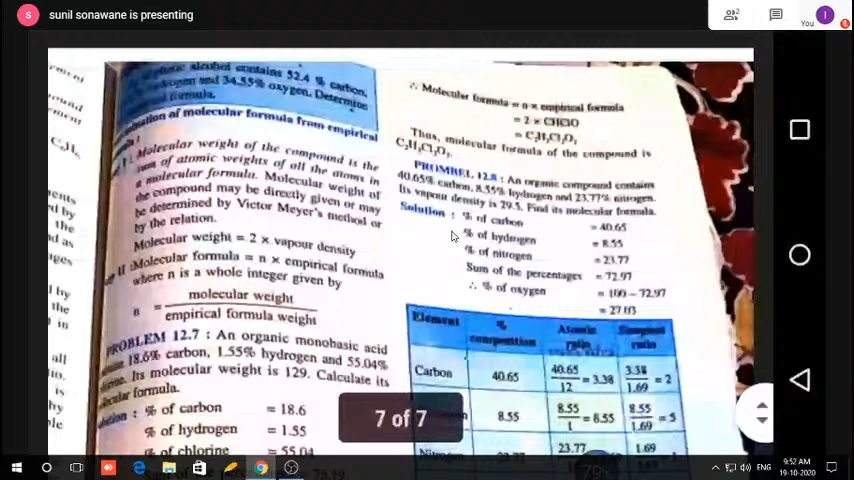 S sunil sonawane is presenting
2
You
I
alcohol contains 52.4 % carbon,
hydrogen and 34.55% oxygen. Determine
formula.
of molecular formula from empirical
Molecular weight of the compound is the
sum of atomic weights of all the atoms in
a molecular formula. Molecular weight of
the compound may be directly given or may
be determined by Victor Meyer's method or
by the relation.
Molecular weight = 2 × vapour density
II : Molecular formula = n × empirical formula
where n is a whole integer given by
n = molecular weight
empirical formula weight
PROBLEM 12.7 : An organic monobasic acid
18.6% carbon, 1.55% hydrogen and 55.04%
Its molecular weight is 129. Calculate its
formula.
% of carbon = 18.6
% of hydrogen = 1.55
% of chlorine = 55.04
∴ Molecular formula = n × empirical formula
= 2 × CHClO
= C₂H₂Cl₂O₂
Thus, molecular formula of the compound is
C₂H₂Cl₂O₂.
PROMBEL 12.8 : An organic compound contains
40.65% carbon, 8.55% hydrogen and 23.77% nitrogen.
Its vapour density is 29.5. Find its molecular formula.
Solution : % of carbon = 40.65
% of hydrogen = 8.55
% of nitrogen = 23.77
Sum of the percentages = 72.97
∴ % of oxygen = 100 – 72.97
= 27.03
Element % composition Atomic ratio Simplest ratio
Carbon 40.65 40.65/12 = 3.38 3.38/1.69 = 2
8.55 8.55/1 = 8.55 8.55/1.69 = 5
23.77 1.69
7 of 7
79%
ENG
9:52 AM
19-10-2020